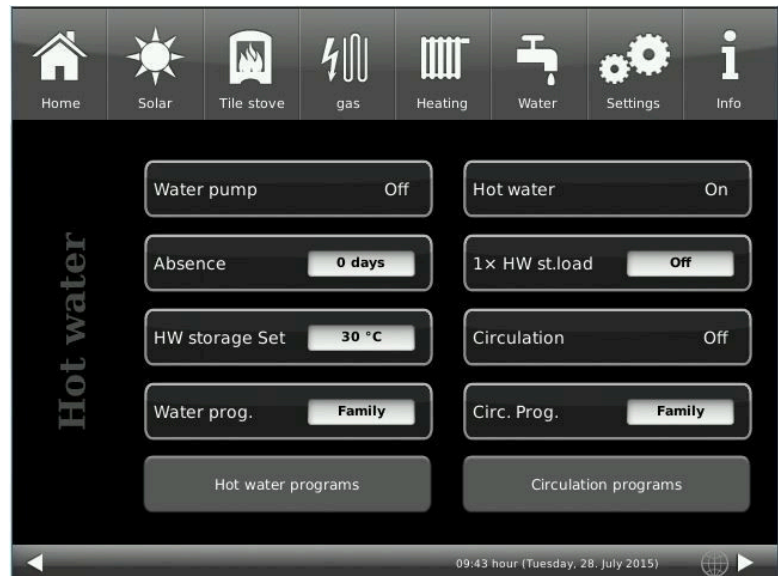 Home Solar Tile stove gas Heating Water Settings Info
Hot water
Water pump Off
Hot water On
Absence 0 days
1× HW st.load Off
HW storage Set 30 °C
Circulation Off
Water prog. Family
Circ. Prog. Family
Hot water programs
Circulation programs
09:43 hour (Tuesday, 28. July 2015)